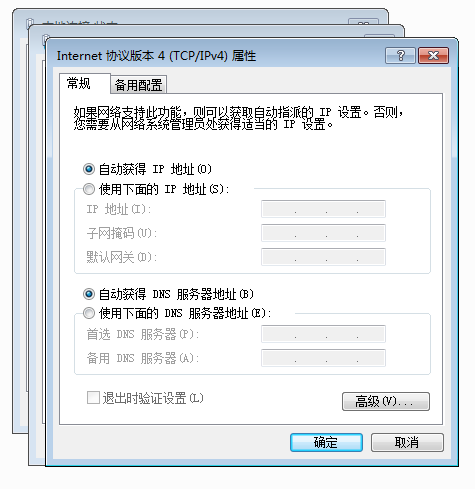 Internet 协议版本 4 (TCP/IPv4) 属性
常规
备用配置
如果网络支持此功能，则可以获取自动指派的 IP 设置。否则，
您需要从网络系统管理员处获得适当的 IP 设置。
自动获得 IP 地址(O)
使用下面的 IP 地址(S):
IP 地址(I):
子网掩码(U):
默认网关(D):
自动获得 DNS 服务器地址(B)
使用下面的 DNS 服务器地址(E):
首选 DNS 服务器(P):
备用 DNS 服务器(A):
退出时验证设置(L)
高级(V)...
确定
取消